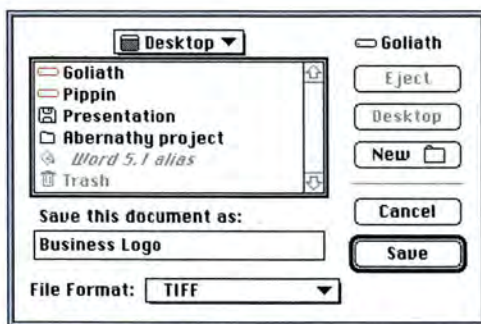 Desktop
Goliath
Pippin
Presentation
Abernathy project
Word 5.1 alias
Trash
Save this document as:
Business Logo
File Format: TIFF
Goliath
Eject
Desktop
New
Cancel
Save